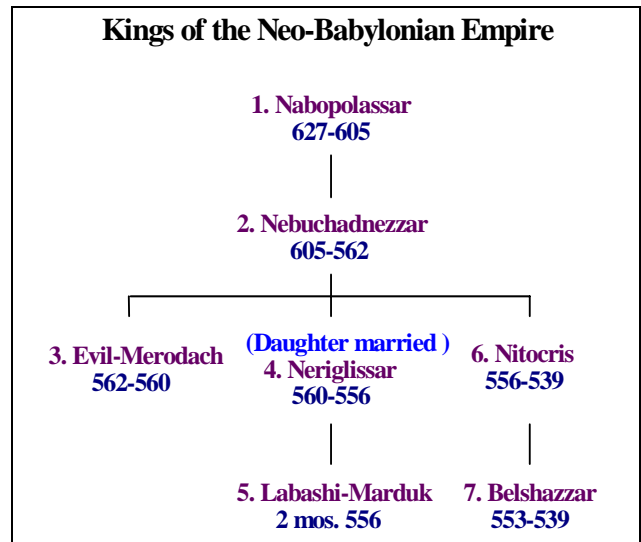 Kings of the Neo-Babylonian Empire
1. Nabopolassar
627-605
2. Nebuchadnezzar
605-562
3. Evil-Merodach
562-560
(Daughter married )
4. Neriglissar
560-556
6. Nitocris
556-539
5. Labashi-Marduk
2 mos. 556
7. Belshazzar
553-539